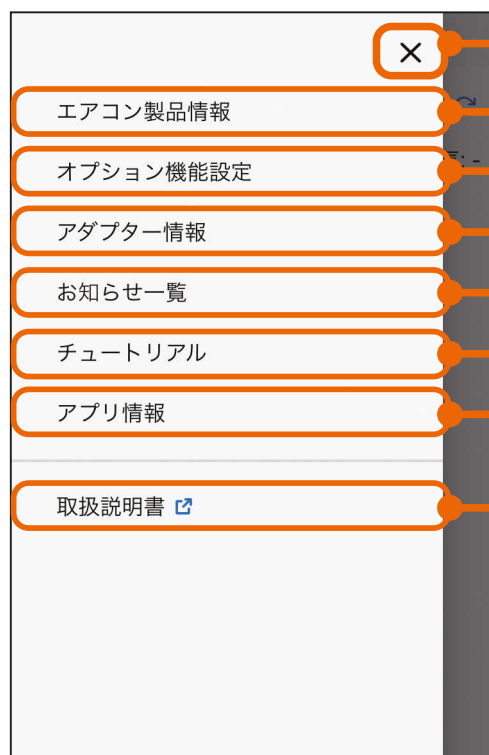 エアコン製品情報
オプション機能設定
アダプター情報
お知らせ一覧
チュートリアル
アプリ情報
取扱説明書